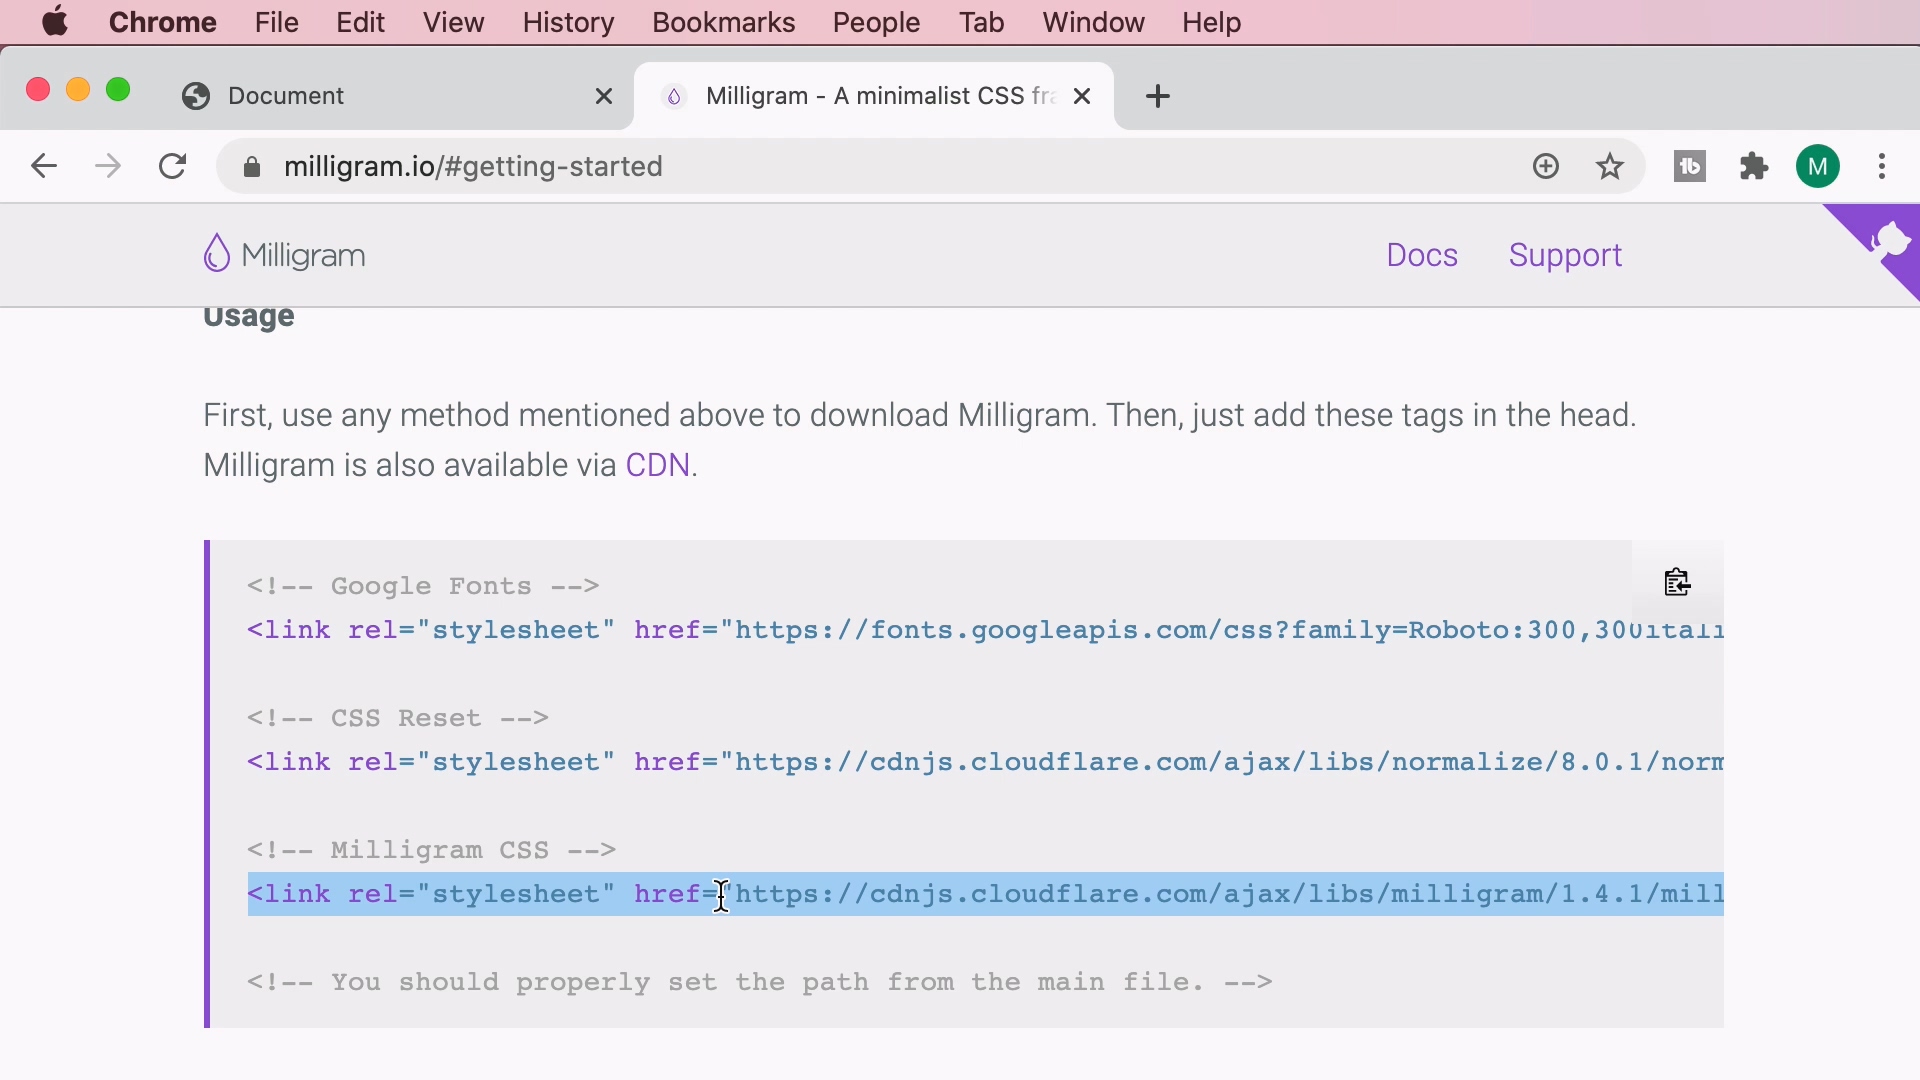 Chrome File Edit View History Bookmarks People Tab Window Help
Document
Milligram - A minimalist CSS fra
milligram.io/#getting-started
M
Milligram
Docs Support
Usage
First, use any method mentioned above to download Milligram. Then, just add these tags in the head.
Milligram is also available via CDN.
<!-- Google Fonts -->
<link rel="stylesheet" href="https://fonts.googleapis.com/css?family=Roboto:300,300itali
<!-- CSS Reset -->
<link rel="stylesheet" href="https://cdnjs.cloudflare.com/ajax/libs/normalize/8.0.1/norm
<!-- Milligram CSS -->
<link rel="stylesheet" href="https://cdnjs.cloudflare.com/ajax/libs/milligram/1.4.1/mill
<!-- You should properly set the path from the main file. -->